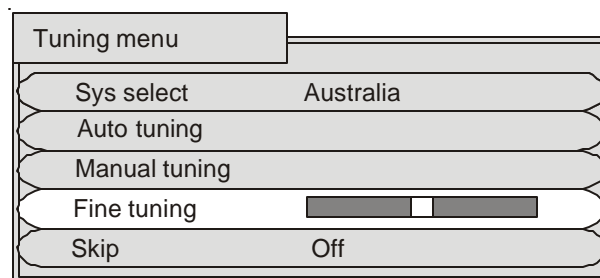 Tuning menu
Sys select Australia
Auto tuning
Manual tuning
Fine tuning
Skip Off